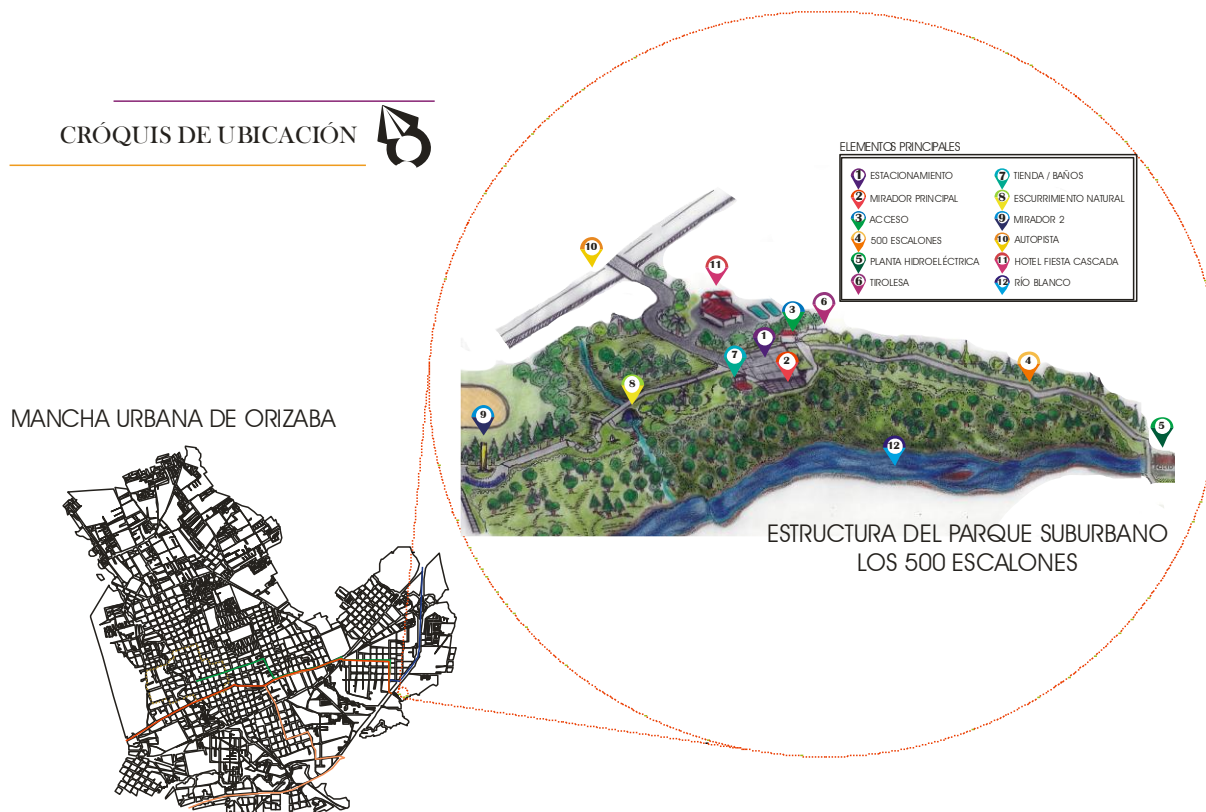 CRÓQUIS DE UBICACIÓN
ELEMENTOS PRINCIPALES
1 ESTACIONAMIENTO
2 MIRADOR PRINCIPAL
3 ACCESO
4 500 ESCALONES
5 PLANTA HIDROELÉCTRICA
6 TIROLESA
7 TIENDA / BAÑOS
8 ESCURRIMIENTO NATURAL
9 MIRADOR 2
10 AUTOPISTA
11 HOTEL FIESTA CASCADA
12 RÍO BLANCO
10
11
3
6
1
7
2
4
8
9
5
12
MANCHA URBANA DE ORIZABA
ESTRUCTURA DEL PARQUE SUBURBANO
LOS 500 ESCALONES